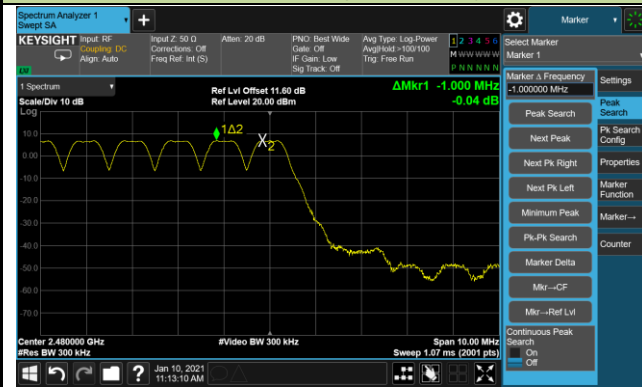 Spectrum Analyzer 1
Swept SA
+
Marker
KEYSIGHT
Input: RF
Coupling: DC
Align: Auto
Input Z: 50 Ω
Corrections: Off
Freq Ref: Int (S)
Atten: 20 dB
PNO: Best Wide
Gate: Off
IF Gain: Low
Sig Track: Off
Avg Type: Log-Power
Avg|Hold:>100/100
Trig: Free Run
1 2 3 4 5 6
M W W W W W
P N N N N N
Select Marker
Marker 1
1 Spectrum
Scale/Div 10 dB
Log
Ref Lvl Offset 11.60 dB
Ref Level 20.00 dBm
ΔMkr1 -1.000 MHz
-0.04 dB
1Δ2
X2
10.0
0.00
-10.0
-20.0
-30.0
-40.0
-50.0
-60.0
-70.0
Center 2.480000 GHz
#Res BW 300 kHz
#Video BW 300 kHz
Span 10.00 MHz
Sweep 1.07 ms (2001 pts)
Marker Δ Frequency
-1.000000 MHz
Peak Search
Next Peak
Next Pk Right
Next Pk Left
Minimum Peak
Pk-Pk Search
Marker Delta
Mkr→CF
Mkr→Ref Lvl
Continuous Peak
Search
On
Off
Settings
Peak
Search
Pk Search
Config
Properties
Marker
Function
Marker→
Counter
?
Jan 10, 2021
11:13:10 AM